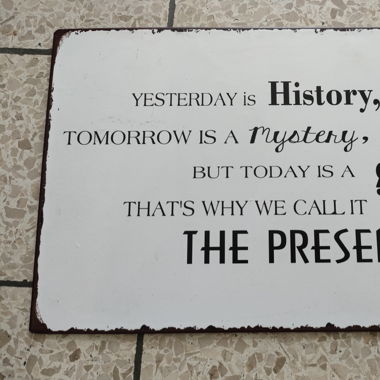 YESTERDAY is History,
TOMORROW IS A Mystery,
BUT TODAY IS A
THAT'S WHY WE CALL IT
THE PRESE